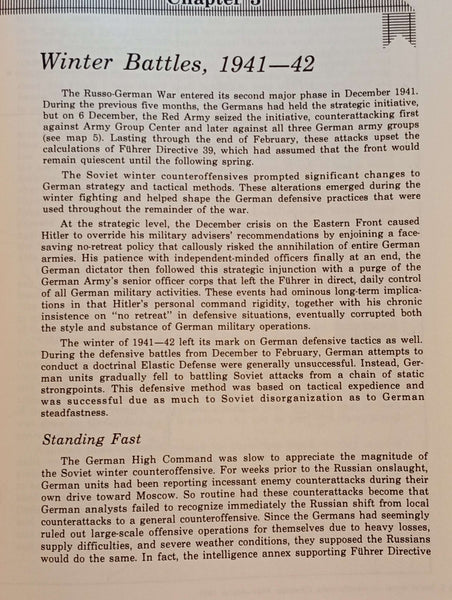 Chapter 3
Winter Battles, 1941—42
The Russo-German War entered its second major phase in December 1941.
During the previous five months, the Germans had held the strategic initiative,
but on 6 December, the Red Army seized the initiative, counterattacking first
against Army Group Center and later against all three German army groups
(see map 5). Lasting through the end of February, these attacks upset the
calculations of Führer Directive 39, which had assumed that the front would
remain quiescent until the following spring.
The Soviet winter counteroffensives prompted significant changes to
German strategy and tactical methods. These alterations emerged during the
winter fighting and helped shape the German defensive practices that were
used throughout the remainder of the war.
At the strategic level, the December crisis on the Eastern Front caused
Hitler to override his military advisers' recommendations by enjoining a face-
saving no-retreat policy that callously risked the annihilation of entire German
armies. His patience with independent-minded officers finally at an end, the
German dictator then followed this strategic injunction with a purge of the
German Army's senior officer corps that left the Führer in direct, daily control
of all German military activities. These events had ominous long-term implica-
tions in that Hitler's personal command rigidity, together with his chronic
insistence on "no retreat" in defensive situations, eventually corrupted both
the style and substance of German military operations.
The winter of 1941—42 left its mark on German defensive tactics as well.
During the defensive battles from December to February, German attempts to
conduct a doctrinal Elastic Defense were generally unsuccessful. Instead, Ger-
man units gradually fell to battling Soviet attacks from a chain of static
strongpoints. This defensive method was based on tactical expedience and
was successful due as much to Soviet disorganization as to German
steadfastness.
Standing Fast
The German High Command was slow to appreciate the magnitude of
the Soviet winter counteroffensive. For weeks prior to the Russian onslaught,
German units had been reporting incessant enemy counterattacks during their
own drive toward Moscow. So routine had these counterattacks become that
German analysts failed to recognize immediately the Russian shift from local
counterattacks to a general counteroffensive. Since the Germans had seemingly
ruled out large-scale offensive operations for themselves due to heavy losses,
supply difficulties, and severe weather conditions, they supposed the Russians
would do the same. In fact, the intelligence annex supporting Führer Directive